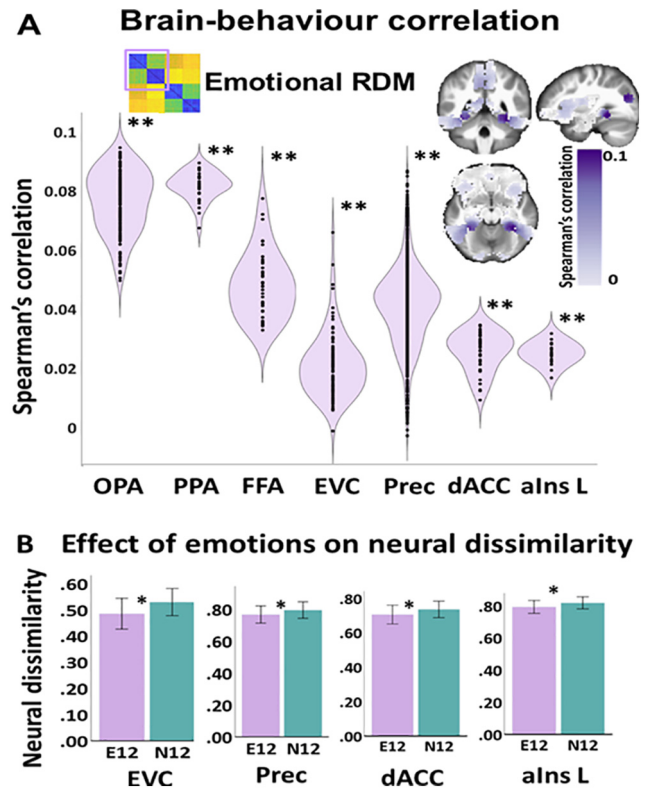 A Brain-behaviour correlation
Emotional RDM
Spearman's correlation
0.1
0.08
0.06
0.04
0.02
0
** ** ** ** ** ** **
OPA PPA FFA EVC Prec dACC aIns L
Spearman's correlation
0.1
0
B Effect of emotions on neural dissimilarity
Neural dissimilarity
.60
.50
.40
.30
.20
.10
.00
*
E12 N12
EVC
.80
.60
.40
.20
.00
*
E12 N12
Prec
.80
.60
.40
.20
.00
*
E12 N12
dACC
.80
.60
.40
.20
.00
*
E12 N12
aIns L